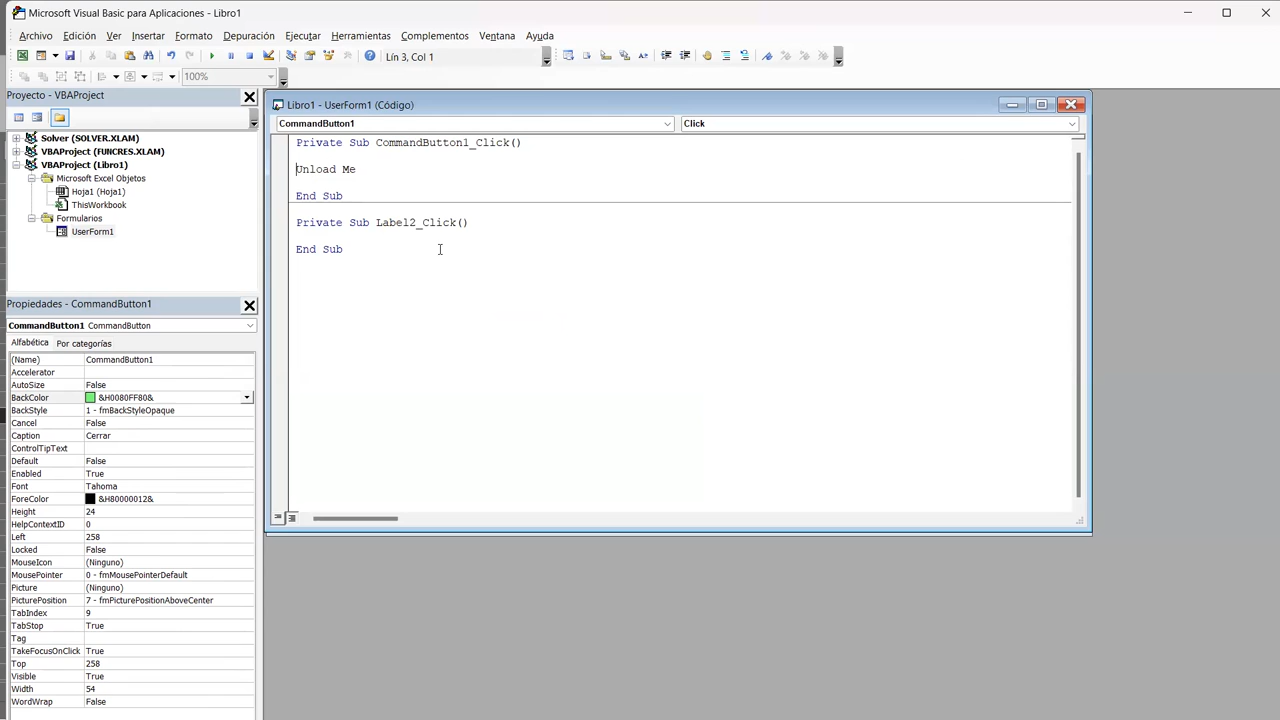 Microsoft Visual Basic para Aplicaciones - Libro1
Archivo Edición Ver Insertar Formato Depuración Ejecutar Herramientas Complementos Ventana Ayuda
Lín 3, Col 1
100%
Proyecto - VBAProject
Solver (SOLVER.XLAM)
VBAProject (FUNCRES.XLAM)
VBAProject (Libro1)
Microsoft Excel Objetos
Hoja1 (Hoja1)
ThisWorkbook
Formularios
UserForm1
Propiedades - CommandButton1
CommandButton1 CommandButton
Alfabética Por categorías
(Name) CommandButton1
Accelerator
AutoSize False
BackColor &H0080FF80&
BackStyle 1 - fmBackStyleOpaque
Cancel False
Caption Cerrar
ControlTipText
Default False
Enabled True
Font Tahoma
ForeColor &H80000012&
Height 24
HelpContextID 0
Left 258
Locked False
MouseIcon (Ninguno)
MousePointer 0 - fmMousePointerDefault
Picture (Ninguno)
PicturePosition 7 - fmPicturePositionAboveCenter
TabIndex 9
TabStop True
Tag
TakeFocusOnClick True
Top 258
Visible True
Width 54
WordWrap False
Libro1 - UserForm1 (Código)
CommandButton1 Click
Private Sub CommandButton1_Click()
Unload Me
End Sub
Private Sub Label2_Click()
End Sub